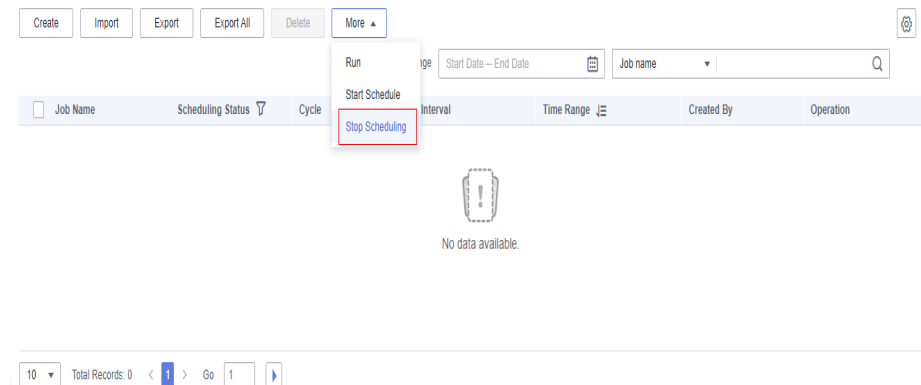 Create Import Export Export All Delete More
Run
nge Start Date – End Date Job name
Start Schedule
Job Name Scheduling Status Cycle Interval Time Range Created By Operation
Stop Scheduling
No data available.
10 Total Records: 0 < 1 > Go 1